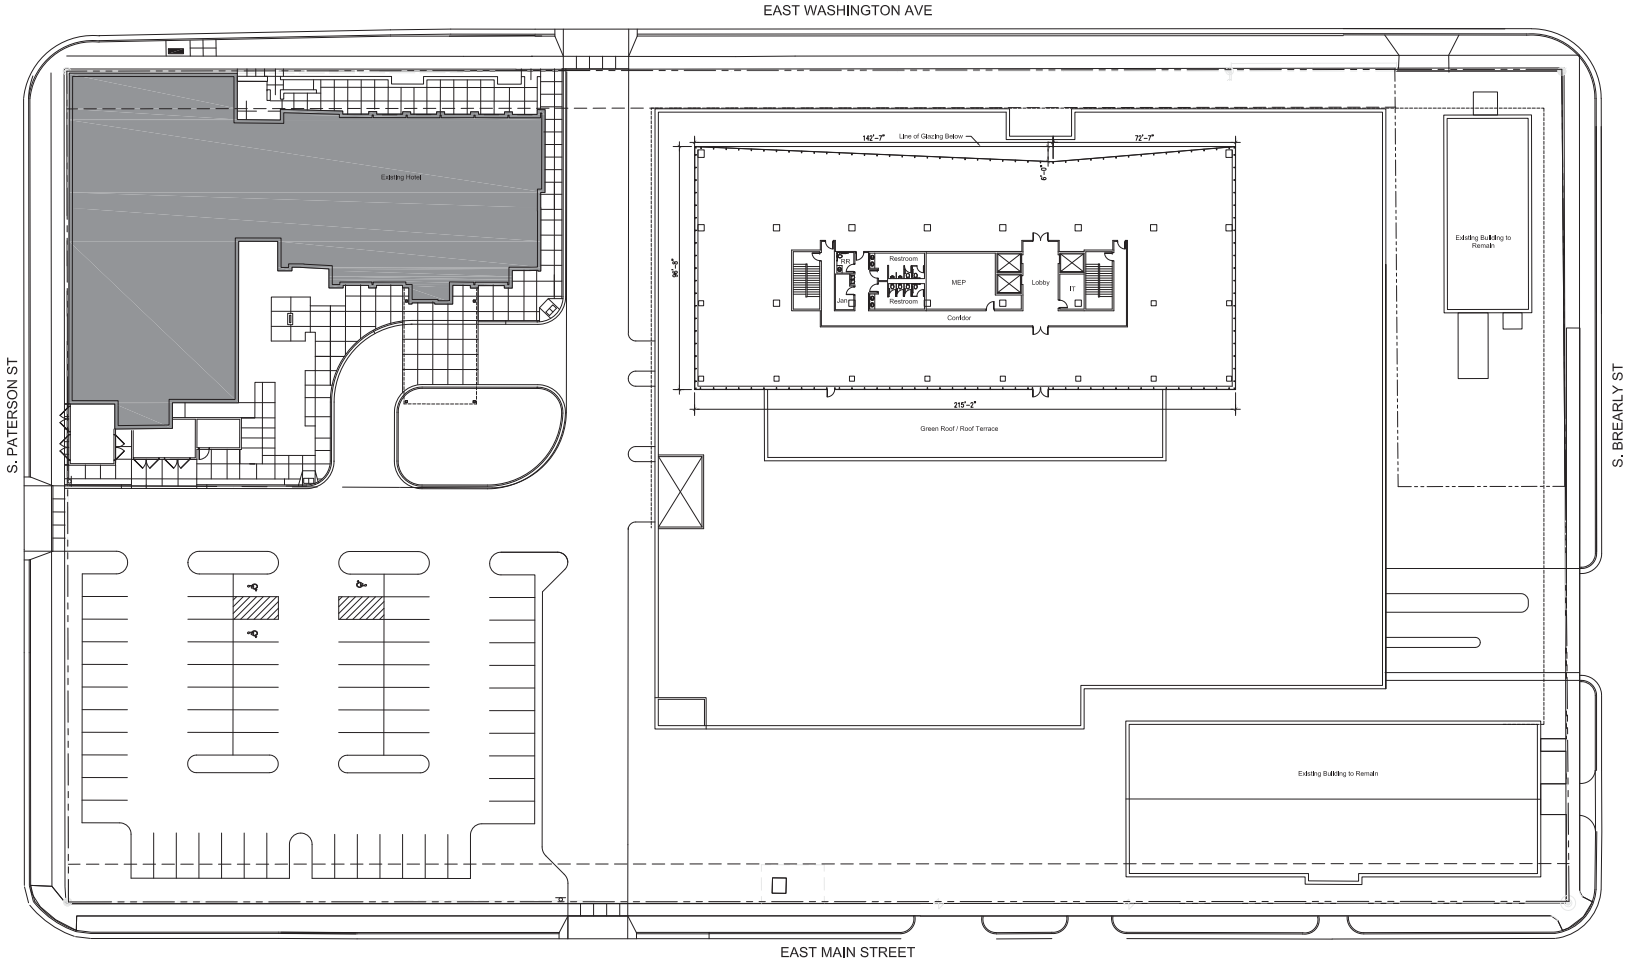 EAST WASHINGTON AVE
142'-7"
Line of Glazing Below
72'-7"
6'-0"
Existing Hotel
Existing Building to
Remain
96'-8"
RR
Restroom
MEP
Lobby
IT
Jan
Restroom
Corridor
S. PATERSON ST
S. BREARLY ST
215'-2"
Green Roof / Roof Terrace
Existing Building to Remain
EAST MAIN STREET